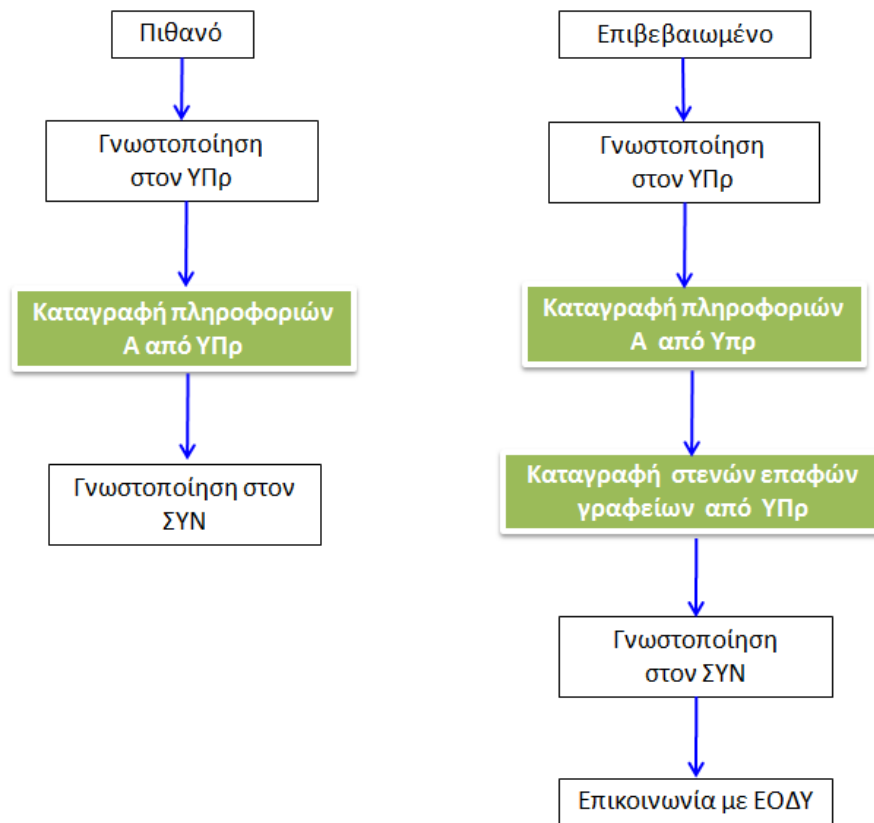 Πιθανό
Γνωστοποίηση
στον ΥΠρ
Καταγραφή πληροφοριών
Α από ΥΠρ
Γνωστοποίηση στον
ΣΥΝ
Επιβεβαιωμένο
Γνωστοποίηση
στον ΥΠρ
Καταγραφή πληροφοριών
Α από Υπρ
Καταγραφή στενών επαφών
γραφείων από ΥΠρ
Γνωστοποίηση
στον ΣΥΝ
Επικοινωνία με ΕΟΔΥ